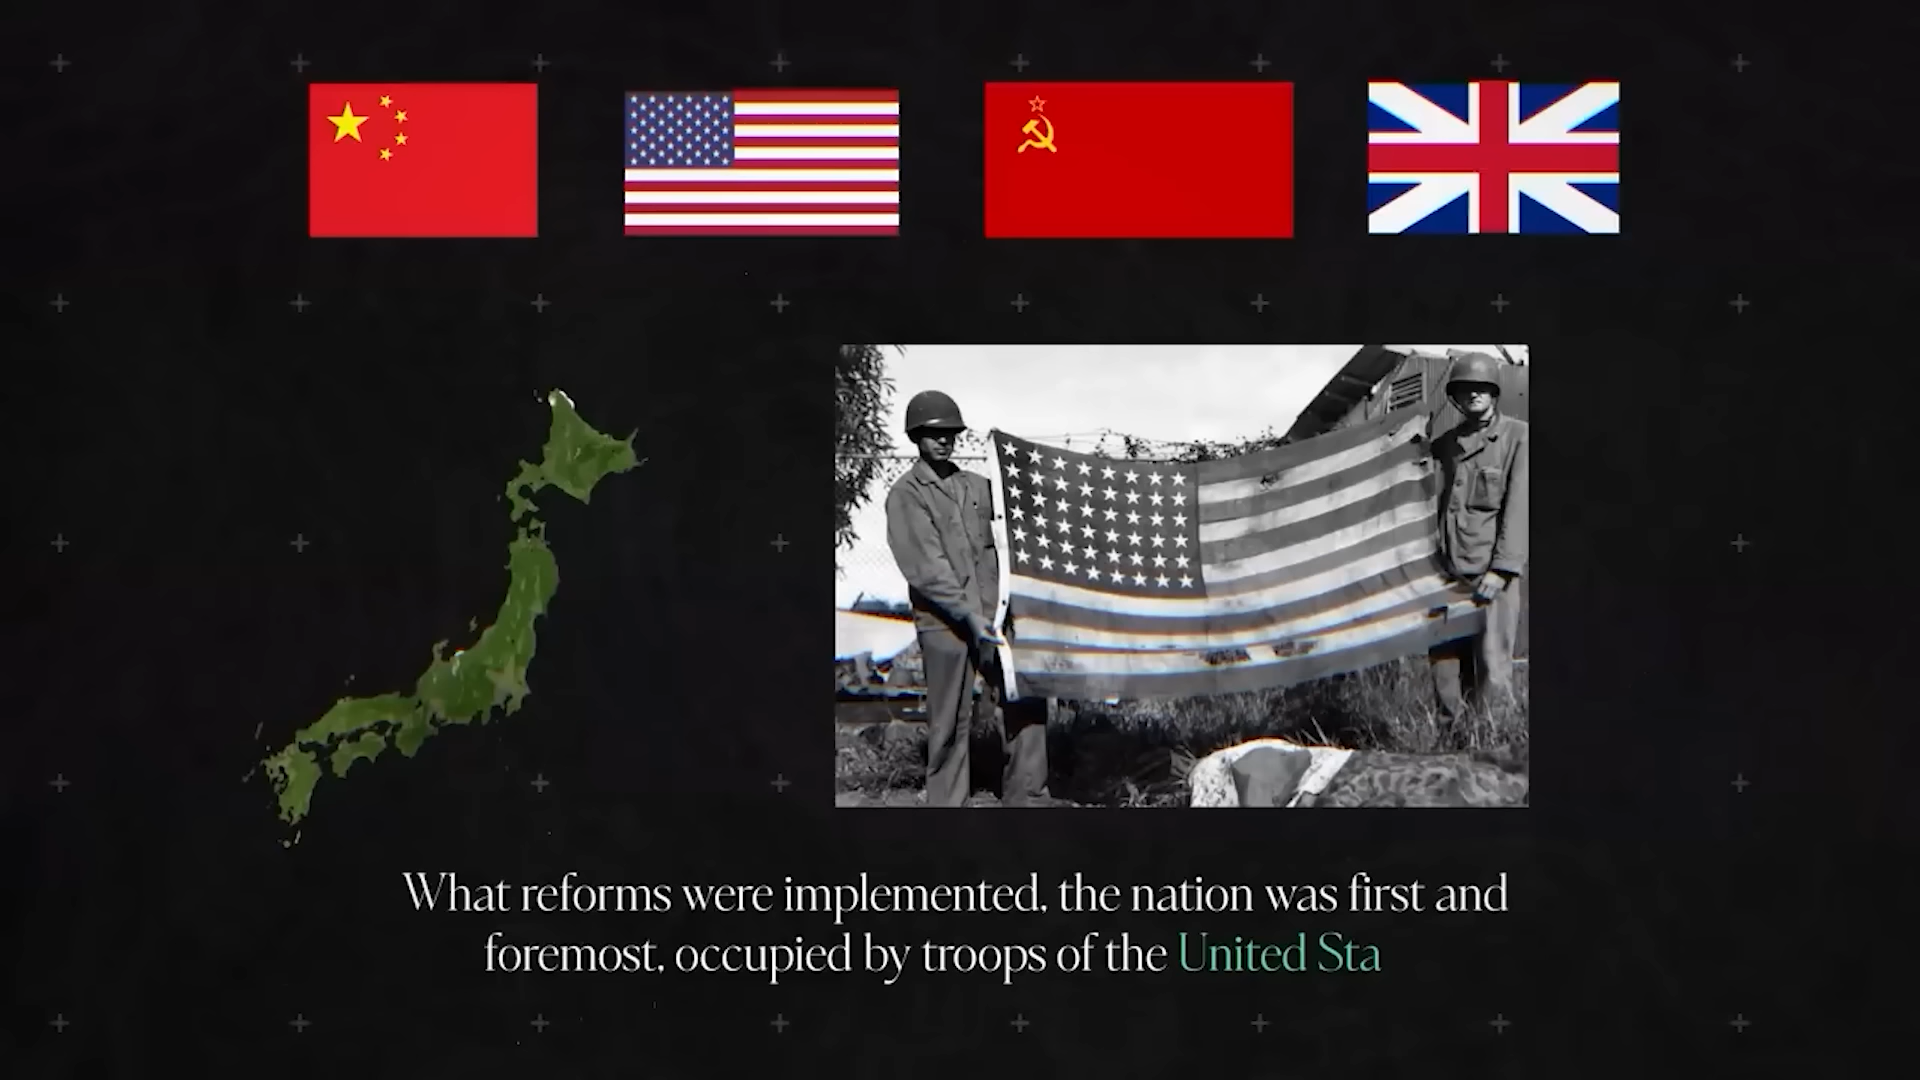 What reforms were implemented, the nation was first and
foremost, occupied by troops of the United Sta